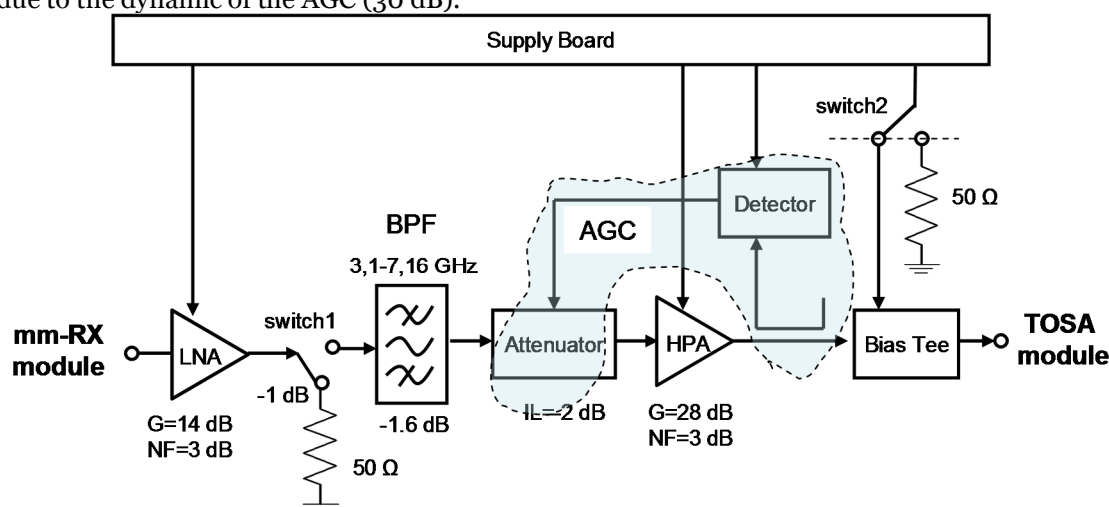 due to the dynamic of the AGC (30 dB).
Supply Board
switch2
Detector
50 Ω
AGC
BPF
3,1-7,16 GHz
switch1
mm-RX
module
LNA
Attenuator
HPA
Bias Tee
TOSA
module
-1 dB
G=14 dB
NF=3 dB
-1.6 dB
IL=-2 dB
G=28 dB
NF=3 dB
50 Ω